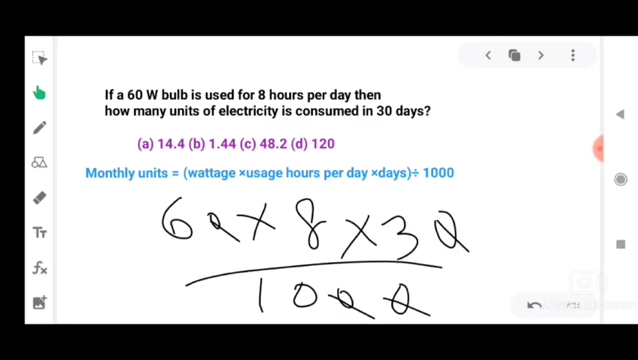 If a 60 W bulb is used for 8 hours per day then
how many units of electricity is consumed in 30 days?
(a) 14.4 (b) 1.44 (c) 48.2 (d) 120
Monthly units = (wattage ×usage hours per day ×days)÷ 1000
60 × 8 × 30
1000
Tт
fx